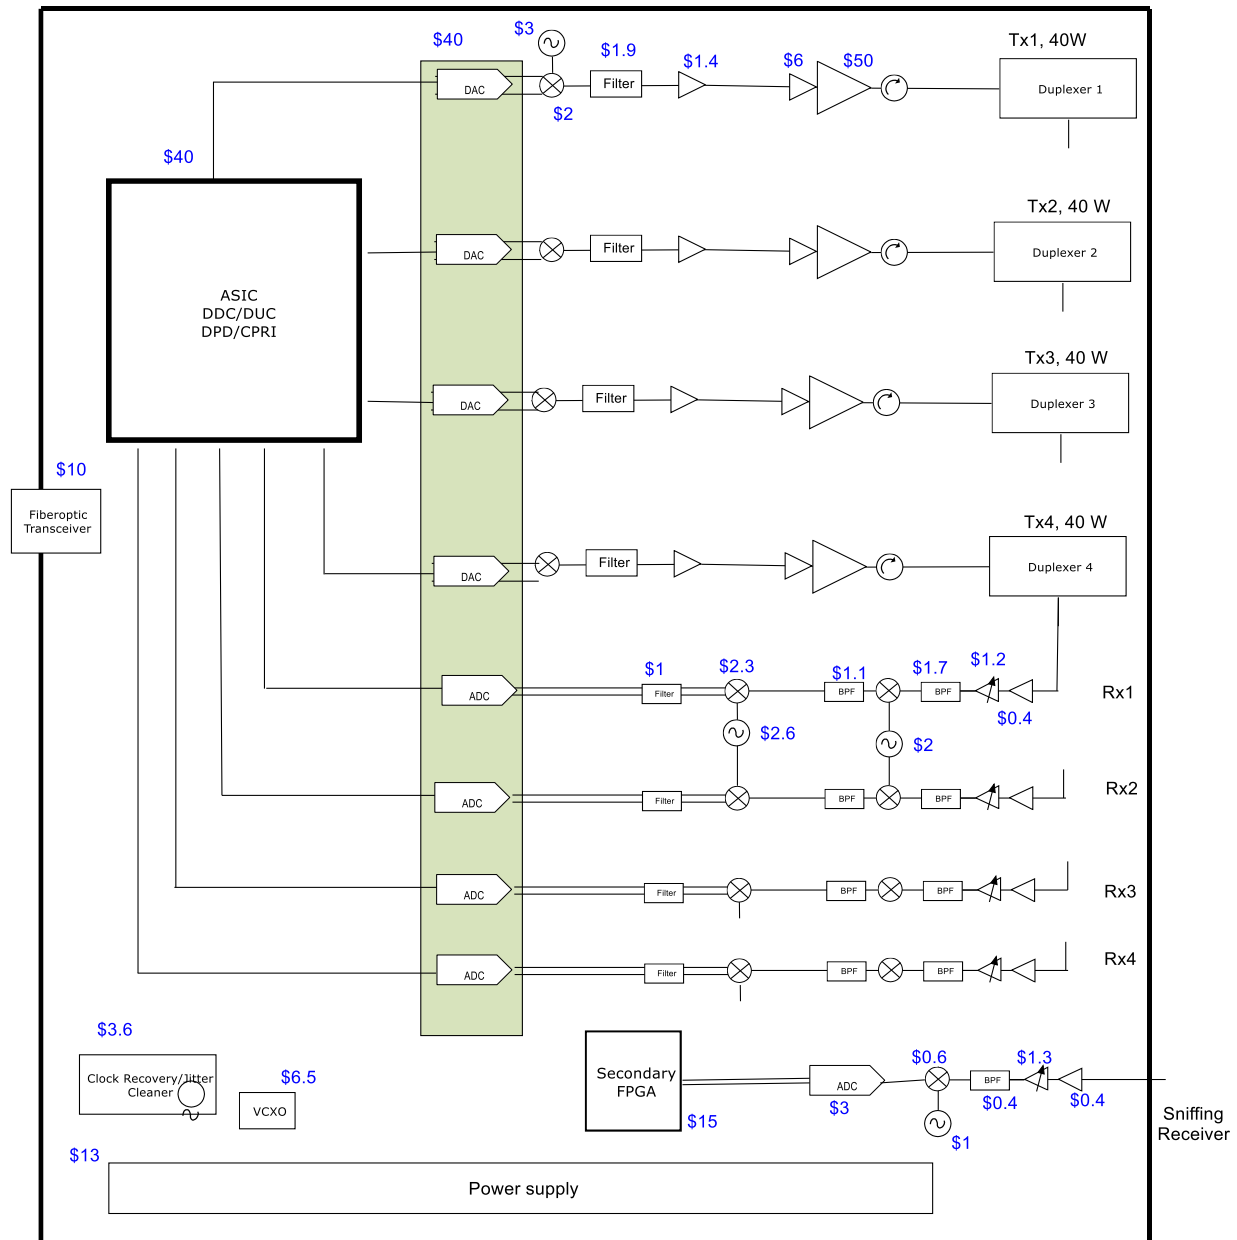 $40
$3
$1.9
$1.4
$6
$50
Tx1, 40W
DAC
Filter
Duplexer 1
$2
$40
Tx2, 40 W
DAC
Filter
Duplexer 2
ASIC
DDC/DUC
DPD/CPRI
Tx3, 40 W
DAC
Filter
Duplexer 3
$10
Fiberoptic
Transceiver
Tx4, 40 W
DAC
Filter
Duplexer 4
$1
$2.3
$1.1
$1.7
$1.2
ADC
Filter
BPF
BPF
Rx1
$0.4
$2.6
$2
ADC
Filter
BPF
BPF
Rx2
ADC
Filter
BPF
BPF
Rx3
ADC
Filter
BPF
BPF
Rx4
$3.6
Clock Recovery/Jitter
Cleaner
$6.5
VCXO
Secondary
FPGA
$15
ADC
$3
$0.6
BPF
$0.4
$1.3
$0.4
$1
Sniffing
Receiver
$13
Power supply